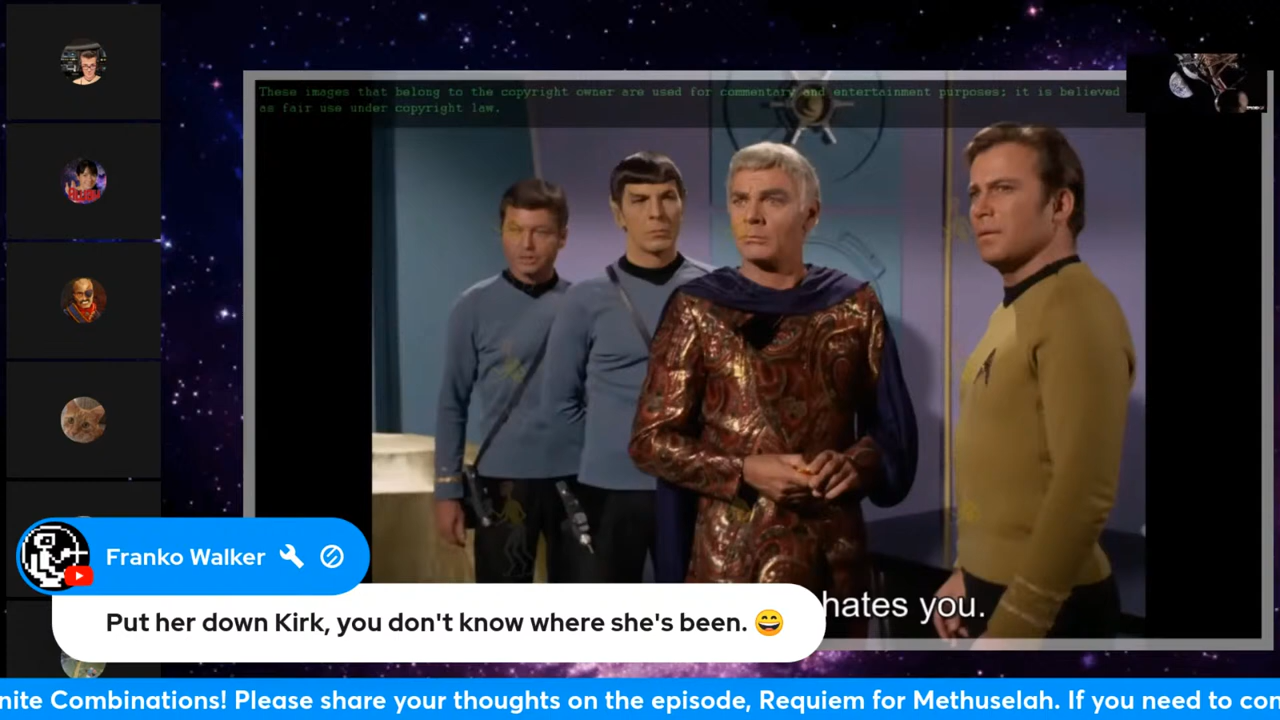 These images that belong to the copyright owner are used for commentary and entertainment purposes; it is believed
as fair use under copyright law.
hates you.
Franko Walker
Put her down Kirk, you don't know where she's been. 😄
nite Combinations! Please share your thoughts on the episode, Requiem for Methuselah. If you need to con